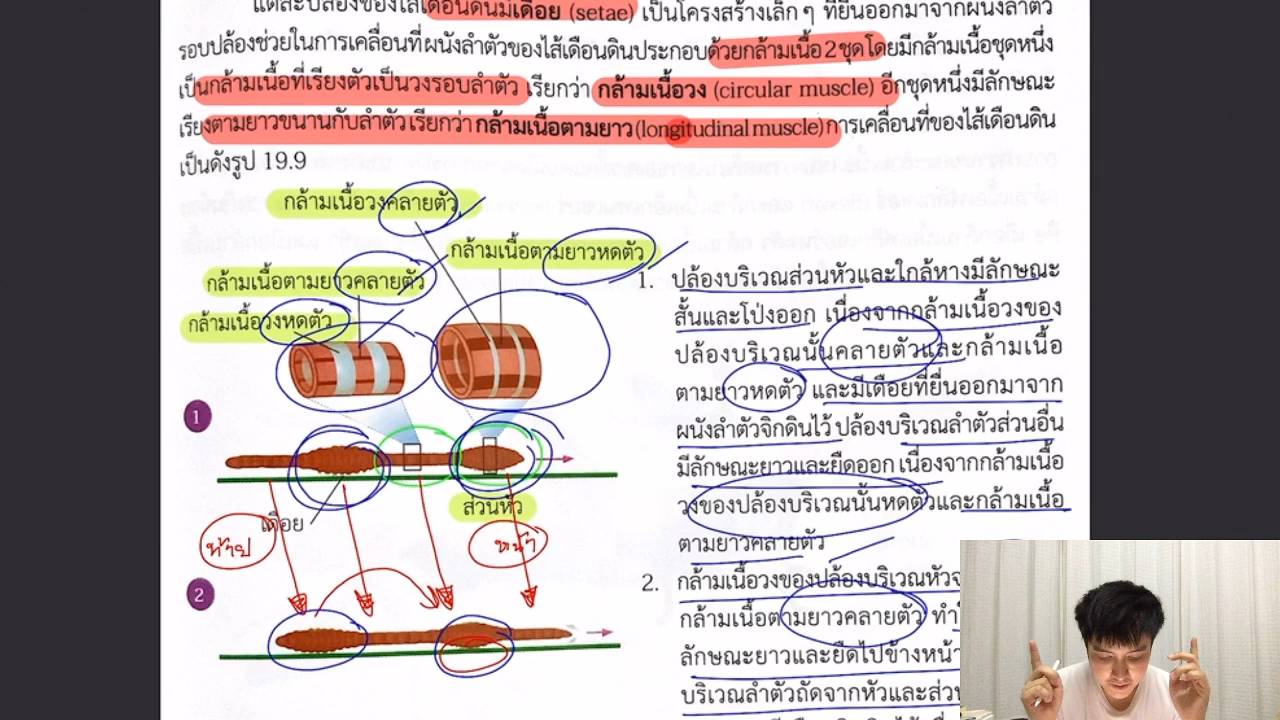 แต่ละปล้องของไส้เดือนดินมีเดือย (setae) เป็นโครงสร้างเล็ก ๆ ที่ยื่นออกมาจากผนังลำตัว
รอบปล้องช่วยในการเคลื่อนที่ ผนังลำตัวของไส้เดือนดินประกอบด้วยกล้ามเนื้อ 2 ชุด โดยมีกล้ามเนื้อชุดหนึ่ง
เป็นกล้ามเนื้อที่เรียงตัวเป็นวงรอบลำตัว เรียกว่า กล้ามเนื้อวง (circular muscle) อีกชุดหนึ่งมีลักษณะ
เรียงตามยาวขนานกับลำตัว เรียกว่า กล้ามเนื้อตามยาว (longitudinal muscle) การเคลื่อนที่ของไส้เดือนดิน
เป็นดังรูป 19.9
กล้ามเนื้อวงคลายตัว
กล้ามเนื้อตามยาวหดตัว
กล้ามเนื้อตามยาวคลายตัว
กล้ามเนื้อวงหดตัว
1
เดือย
ส่วนหัว
ท้าย
หน้า
2
1. ปล้องบริเวณส่วนหัวและใกล้หางมีลักษณะ
สั้นและโป่งออก เนื่องจากกล้ามเนื้อวงของ
ปล้องบริเวณนั้นคลายตัวและกล้ามเนื้อ
ตามยาวหดตัว และมีเดือยที่ยื่นออกมาจาก
ผนังลำตัวจิกดินไว้ ปล้องบริเวณลำตัวส่วนอื่น
มีลักษณะยาวและยืดออก เนื่องจากกล้ามเนื้อ
วงของปล้องบริเวณนั้นหดตัวและกล้ามเนื้อ
ตามยาวคลายตัว
2. กล้ามเนื้อวงของปล้องบริเวณหัว
กล้ามเนื้อตามยาวคลายตัว
ลักษณะยาวและยืดไปข้างหน้า
บริเวณลำตัวถัดจากหัวและ